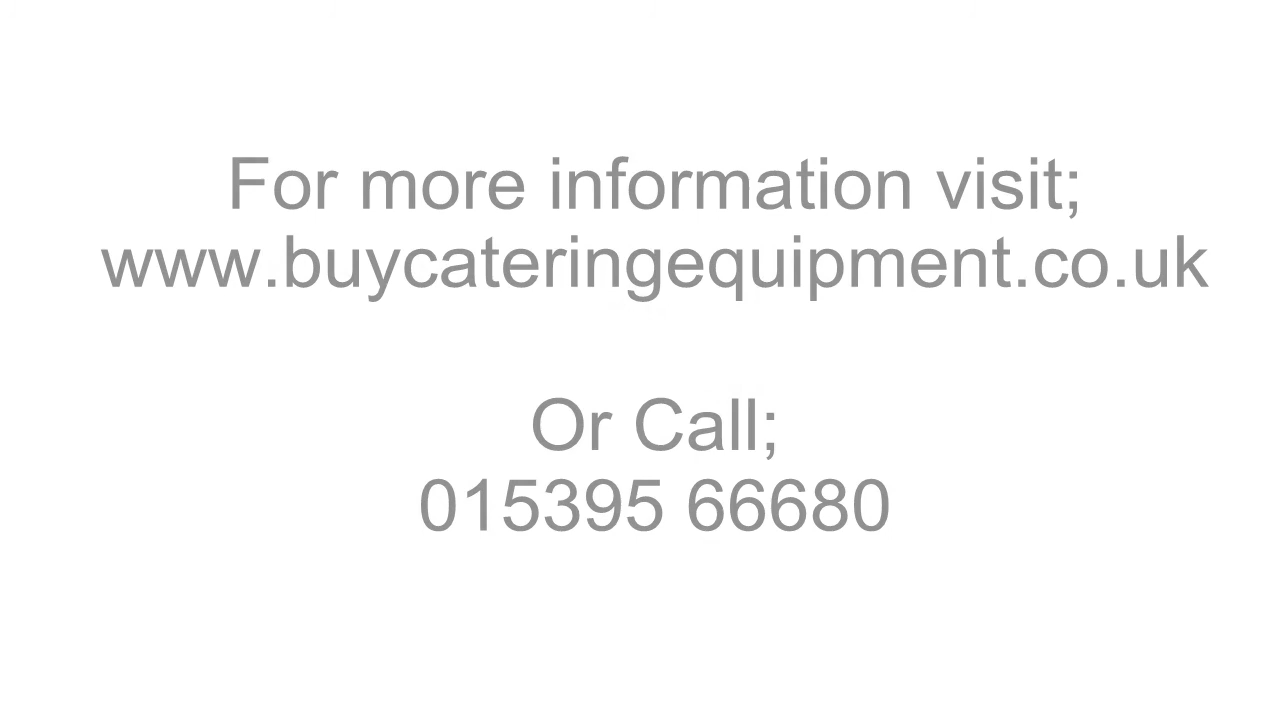 For more information visit;
www.buycateringequipment.co.uk
Or Call;
015395 66680